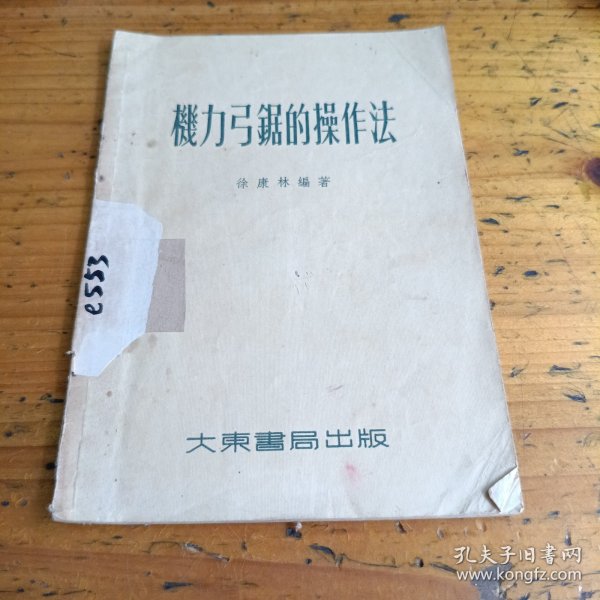 機力弓鋸的操作法
徐康林編著
e553
大東書局出版
孔夫子旧书网
www.kongfz.com